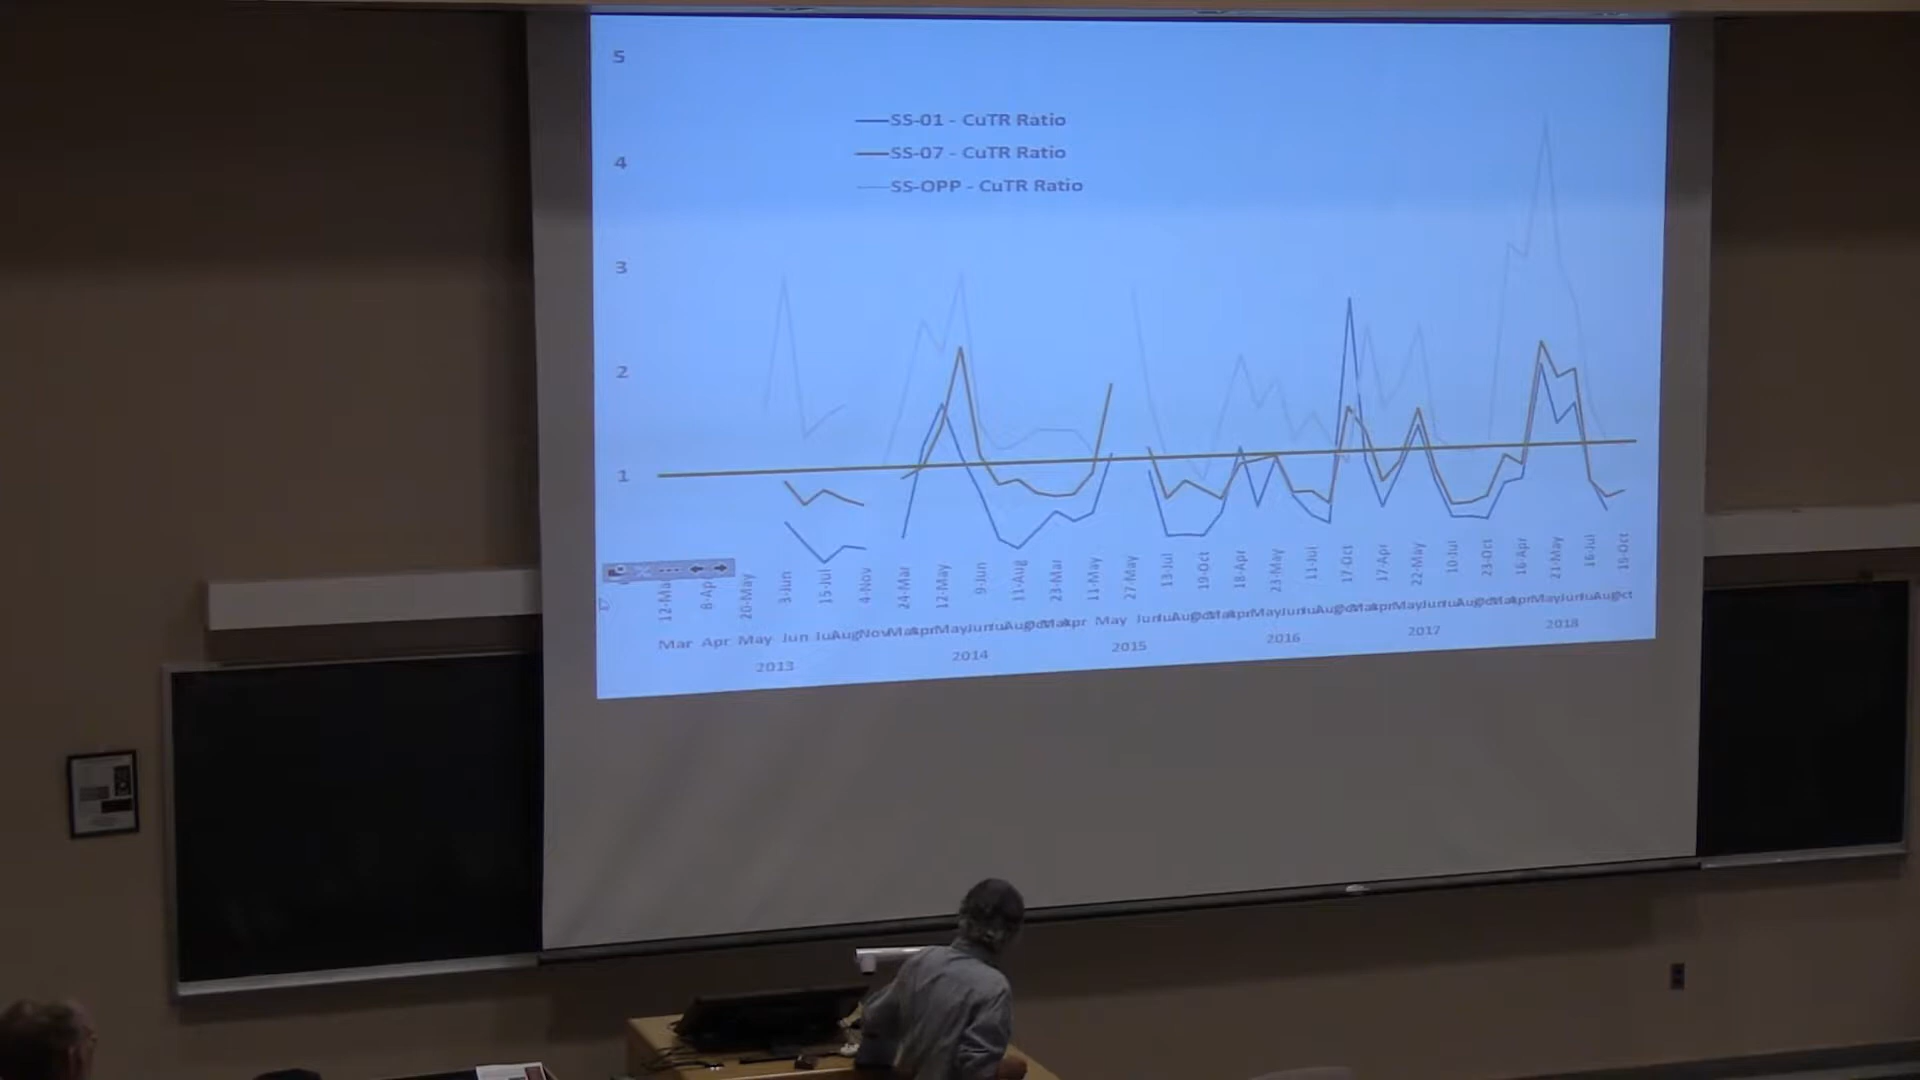 5
SS-01 - CuTR Ratio
SS-07 - CuTR Ratio
SS-OPP - CuTR Ratio
4
3
2
1
20-May
3-Jun
15-Jul
4-Nov
24-Mar
12-May
9-Jun
11-Aug
23-Mar
11-May
27-May
13-Jul
19-Oct
18-Apr
23-May
11-Jul
17-Oct
17-Apr
22-May
10-Jul
23-Oct
16-Apr
21-May
16-Jul
15-Oct
Mar Apr May Jun
May
2013
2014
2015
2016
2017
2018